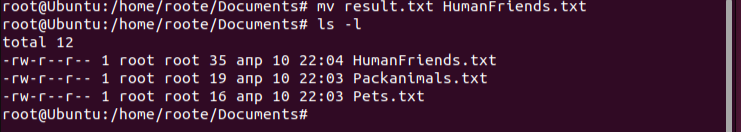 root@Ubuntu:/home/roote/Documents# mv result.txt HumanFriends.txt
root@Ubuntu:/home/roote/Documents# ls -l
total 12
-rw-r--r-- 1 root root 35 апр 10 22:04 HumanFriends.txt
-rw-r--r-- 1 root root 19 апр 10 22:03 Packanimals.txt
-rw-r--r-- 1 root root 16 апр 10 22:03 Pets.txt
root@Ubuntu:/home/roote/Documents#